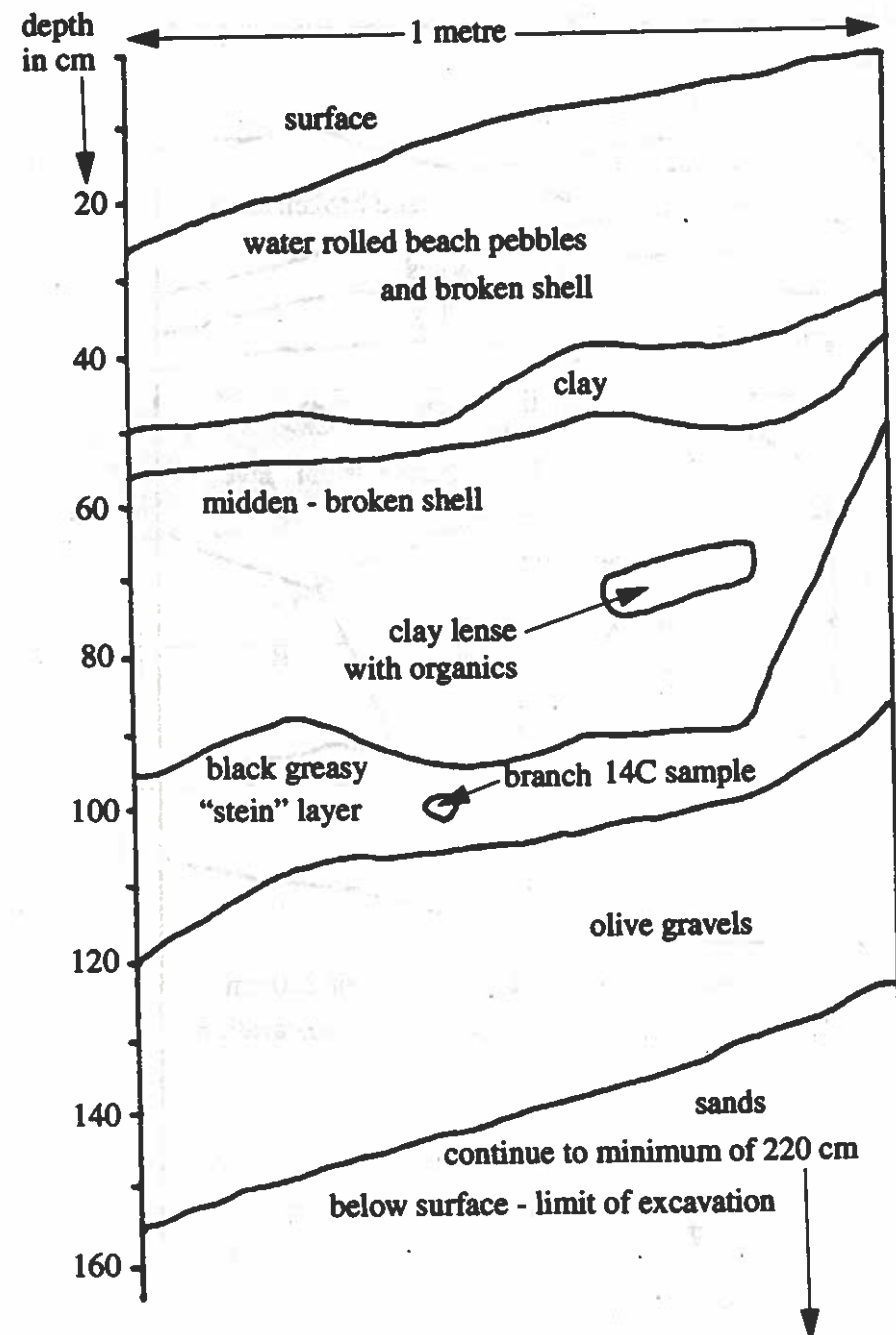 depth
in cm
1 metre
surface
20
water rolled beach pebbles
and broken shell
40
clay
midden - broken shell
60
clay lense
with organics
80
black greasy
"stein" layer
branch 14C sample
100
olive gravels
120
sands
140
continue to minimum of 220 cm
below surface - limit of excavation
160